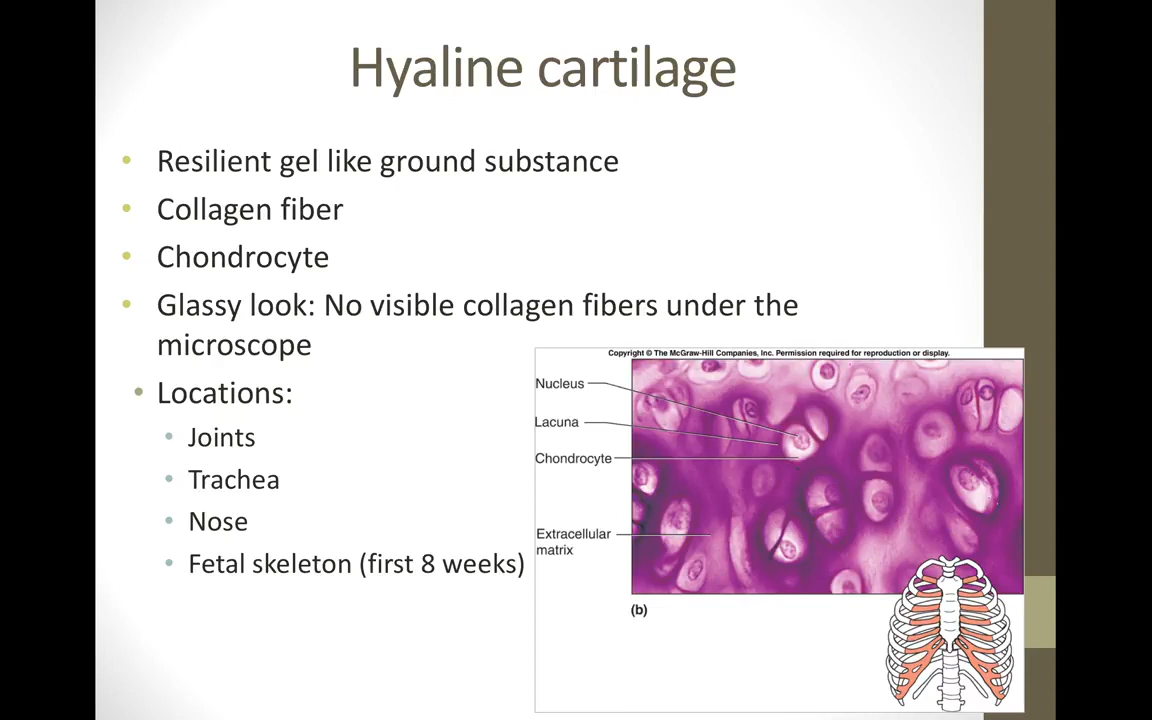 Hyaline cartilage
• Resilient gel like ground substance
• Collagen fiber
• Chondrocyte
• Glassy look: No visible collagen fibers under the
microscope
• Locations:
• Joints
• Trachea
• Nose
• Fetal skeleton (first 8 weeks)
Copyright © The McGraw-Hill Companies, Inc. Permission required for reproduction or display.
Nucleus
Lacuna
Chondrocyte
Extracellular
matrix
(b)